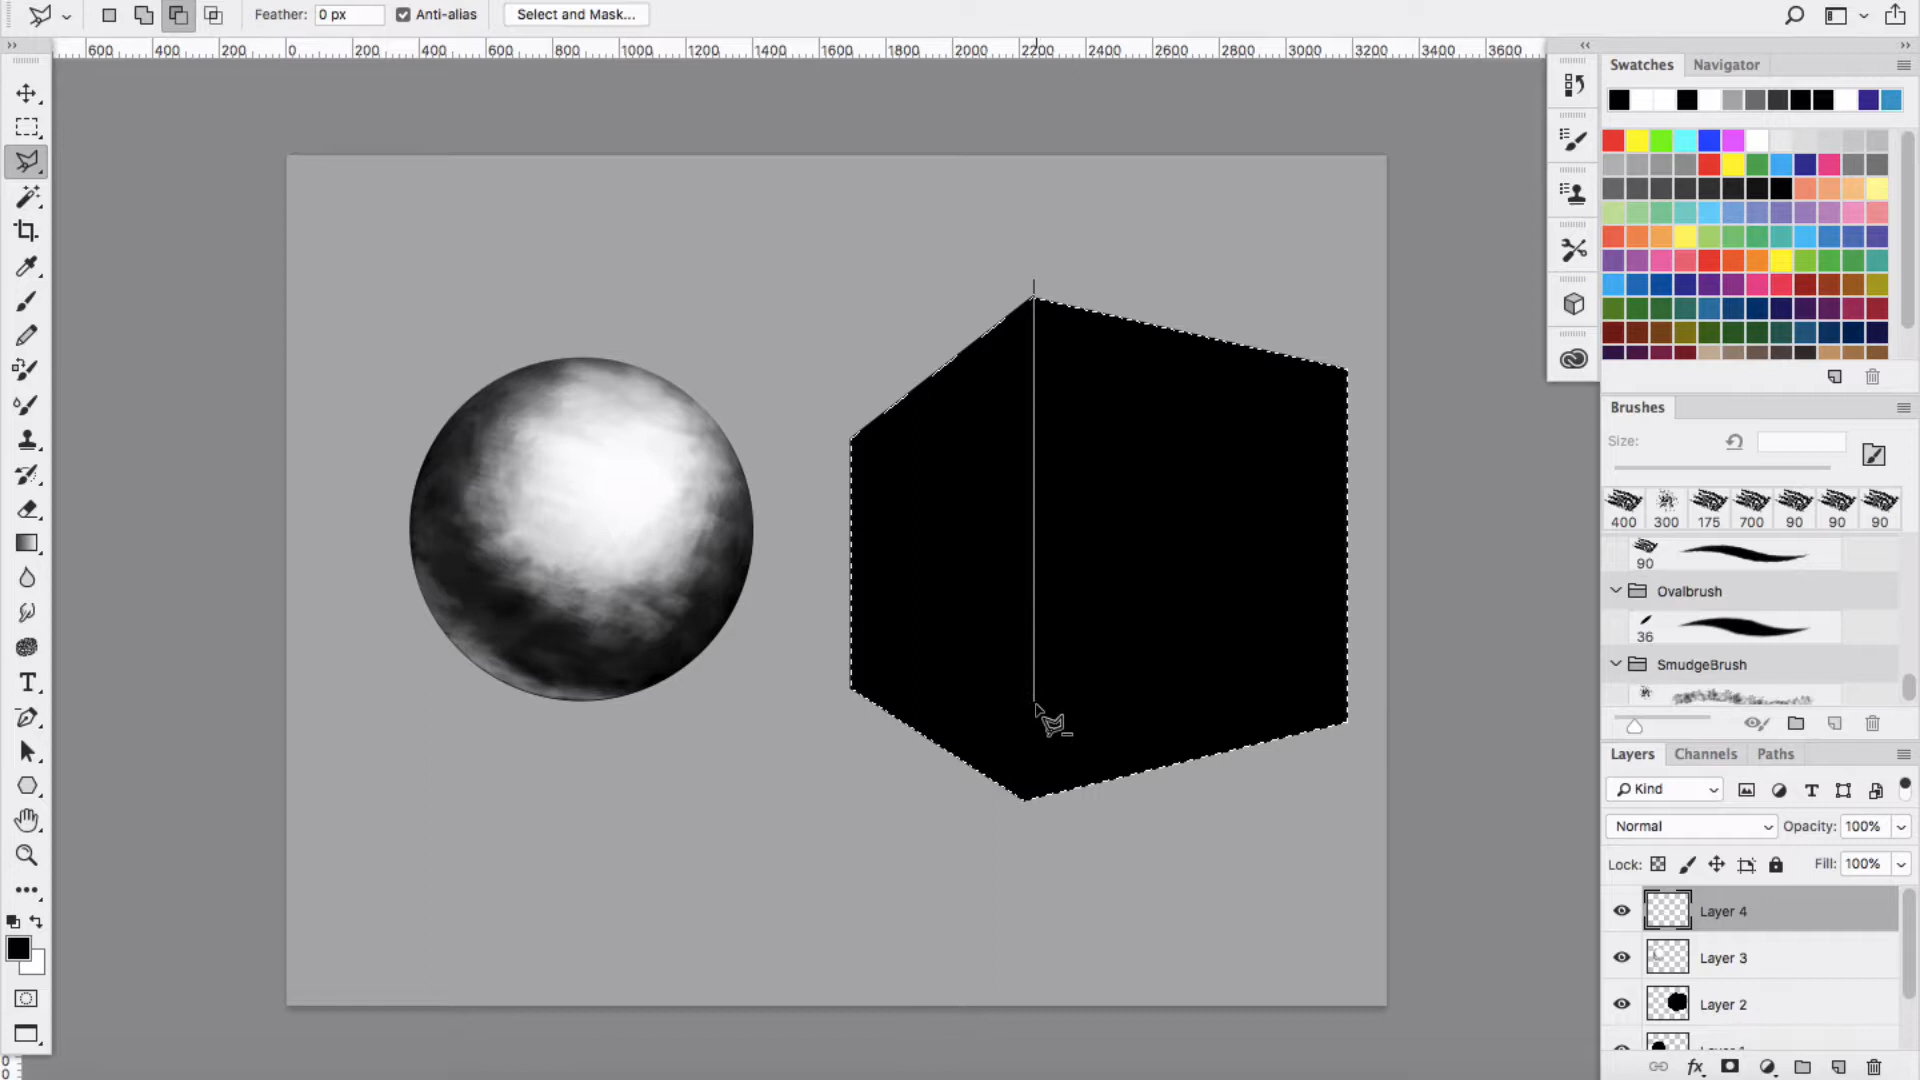 Feather: 0 px Anti-alias Select and Mask...
600 400 200 0 200 400 600 800 1000 1200 1400 1600 1800 2000 2200 2400 2600 2800 3000 3200 3400 3600
Swatches Navigator
Brushes
Size:
400 300 175 700 90 90 90
90
Ovalbrush
36
SmudgeBrush
Layers Channels Paths
Kind
Normal Opacity: 100%
Lock: Fill: 100%
Layer 4
Layer 3
Layer 2
fx
0
0